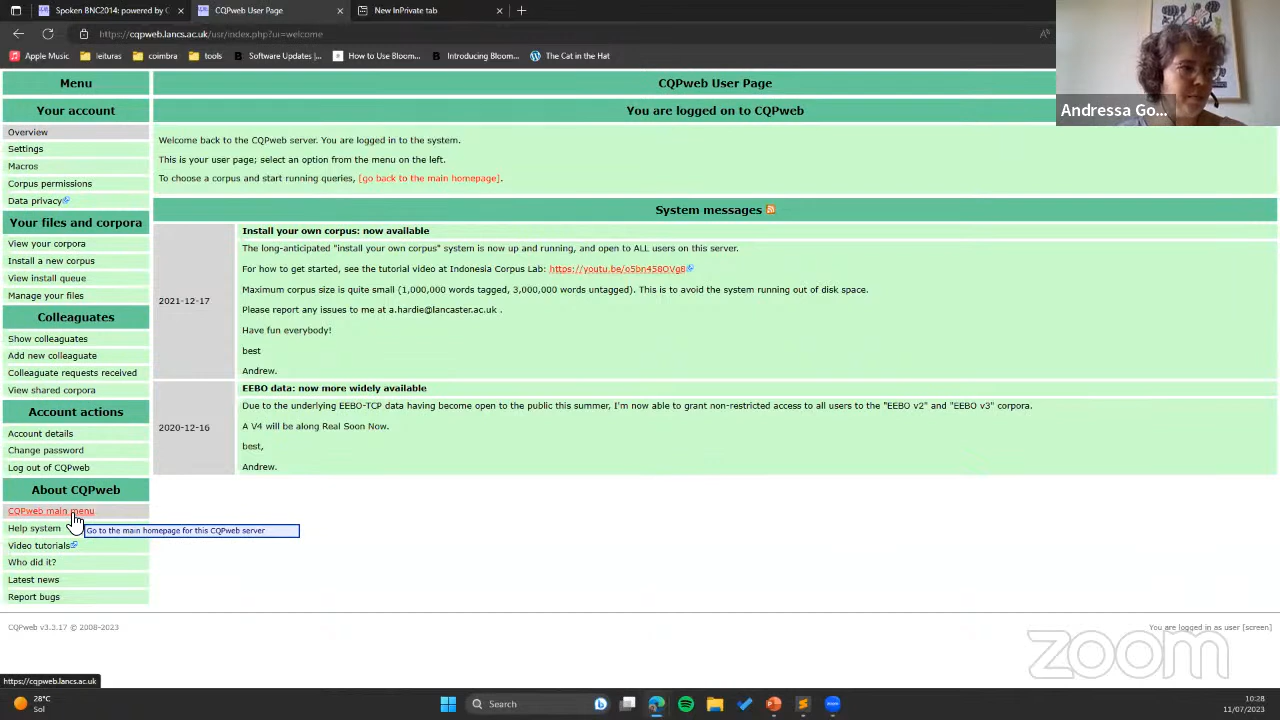 Spoken BNC2014: powered by C
CQPweb User Page
New InPrivate tab
https://cqpweb.lancs.ac.uk/usr/index.php?ui=welcome
Apple Music
leituras
coimbra
tools
Software Updates |...
How to Use Bloom...
Introducing Bloom...
The Cat in the Hat
Andressa Go...
Menu
CQPweb User Page
Your account
You are logged on to CQPweb
Overview
Settings
Macros
Corpus permissions
Data privacy
Welcome back to the CQPweb server. You are logged in to the system.
This is your user page; select an option from the menu on the left.
To choose a corpus and start running queries, [go back to the main homepage].
Your files and corpora
View your corpora
Install a new corpus
View install queue
Manage your files
Colleaguates
Show colleaguates
Add new colleaguate
Colleaguate requests received
View shared corpora
Account actions
Account details
Change password
Log out of CQPweb
About CQPweb
CQPweb main menu
Go to the main homepage for this CQPweb server
Help system
Video tutorials
Who did it?
Latest news
Report bugs
System messages
2021-12-17
Install your own corpus: now available
The long-anticipated "install your own corpus" system is now up and running, and open to ALL users on this server.
For how to get started, see the tutorial video at Indonesia Corpus Lab: https://youtu.be/o5bn458OVg8
Maximum corpus size is quite small (1,000,000 words tagged, 3,000,000 words untagged). This is to avoid the system running out of disk space.
Please report any issues to me at a.hardie@lancaster.ac.uk .
Have fun everybody!
best
Andrew.
2020-12-16
EEBO data: now more widely available
Due to the underlying EEBO-TCP data having become open to the public this summer, I'm now able to grant non-restricted access to all users to the "EEBO v2" and "EEBO v3" corpora.
A V4 will be along Real Soon Now.
best,
Andrew.
CQPweb v3.3.17 © 2008-2023
You are logged in as user [screen]
zoom
https://cqpweb.lancs.ac.uk
28°C
Sol
Search
10:28
11/07/2023